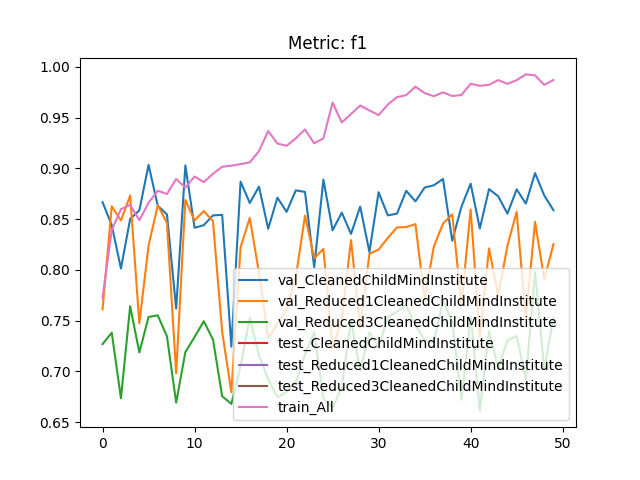 Metric: f1
1.00
0.95
0.90
0.85
0.80
0.75
0.70
0.65
val_CleanedChildMindInstitute
val_Reduced1CleanedChildMindInstitute
val_Reduced3CleanedChildMindInstitute
test_CleanedChildMindInstitute
test_Reduced1CleanedChildMindInstitute
test_Reduced3CleanedChildMindInstitute
train_All
0 10 20 30 40 50